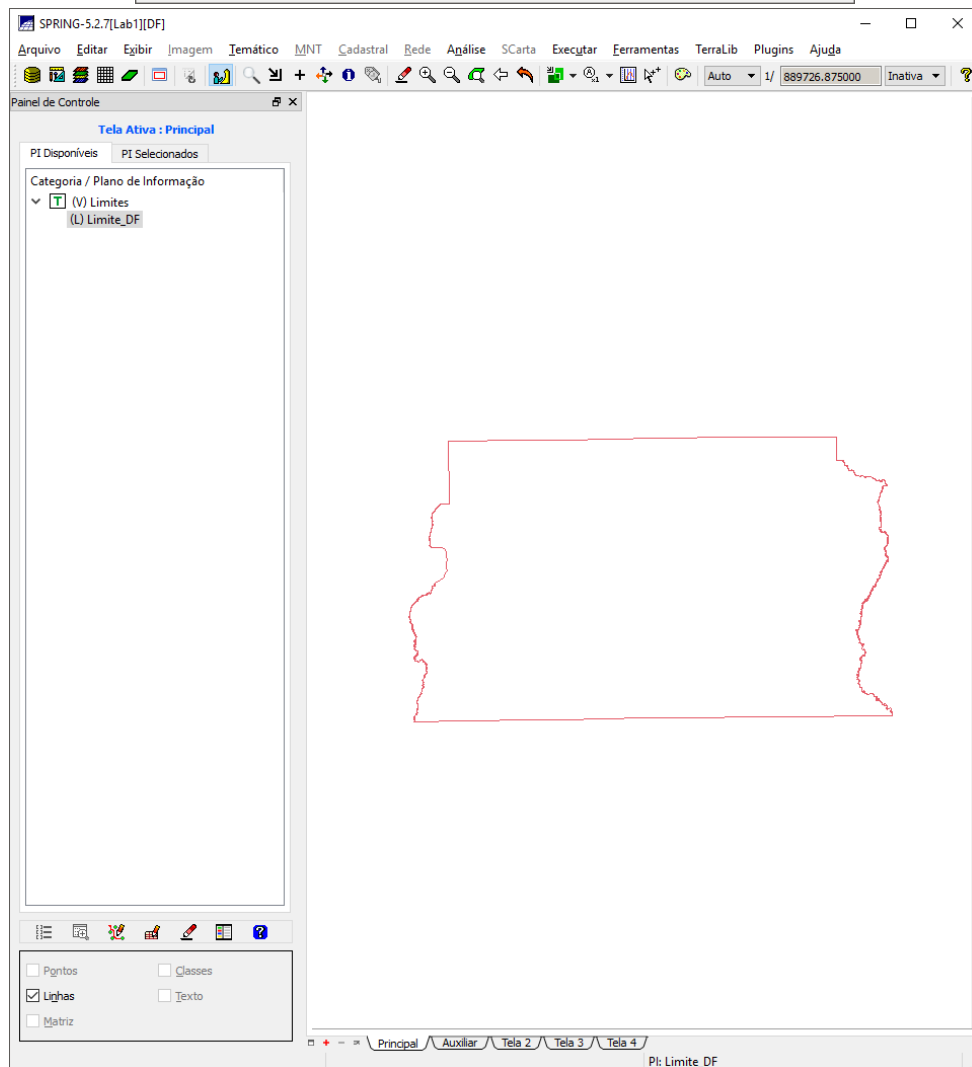 SPRING-5.2.7[Lab1][DF]
Arquivo Editar Exibir Imagem Temático MNT Cadastral Rede Análise SCarta Executar Ferramentas TerraLib Plugins Ajuda
Auto 1/ 889726.875000 Inativa
Painel de Controle
Tela Ativa : Principal
PI Disponíveis PI Selecionados
Categoria / Plano de Informação
T (V) Limites
(L) Limite_DF
Pontos Classes
Linhas Texto
Matriz
Principal Auxiliar Tela 2 Tela 3 Tela 4
PI: Limite_DF